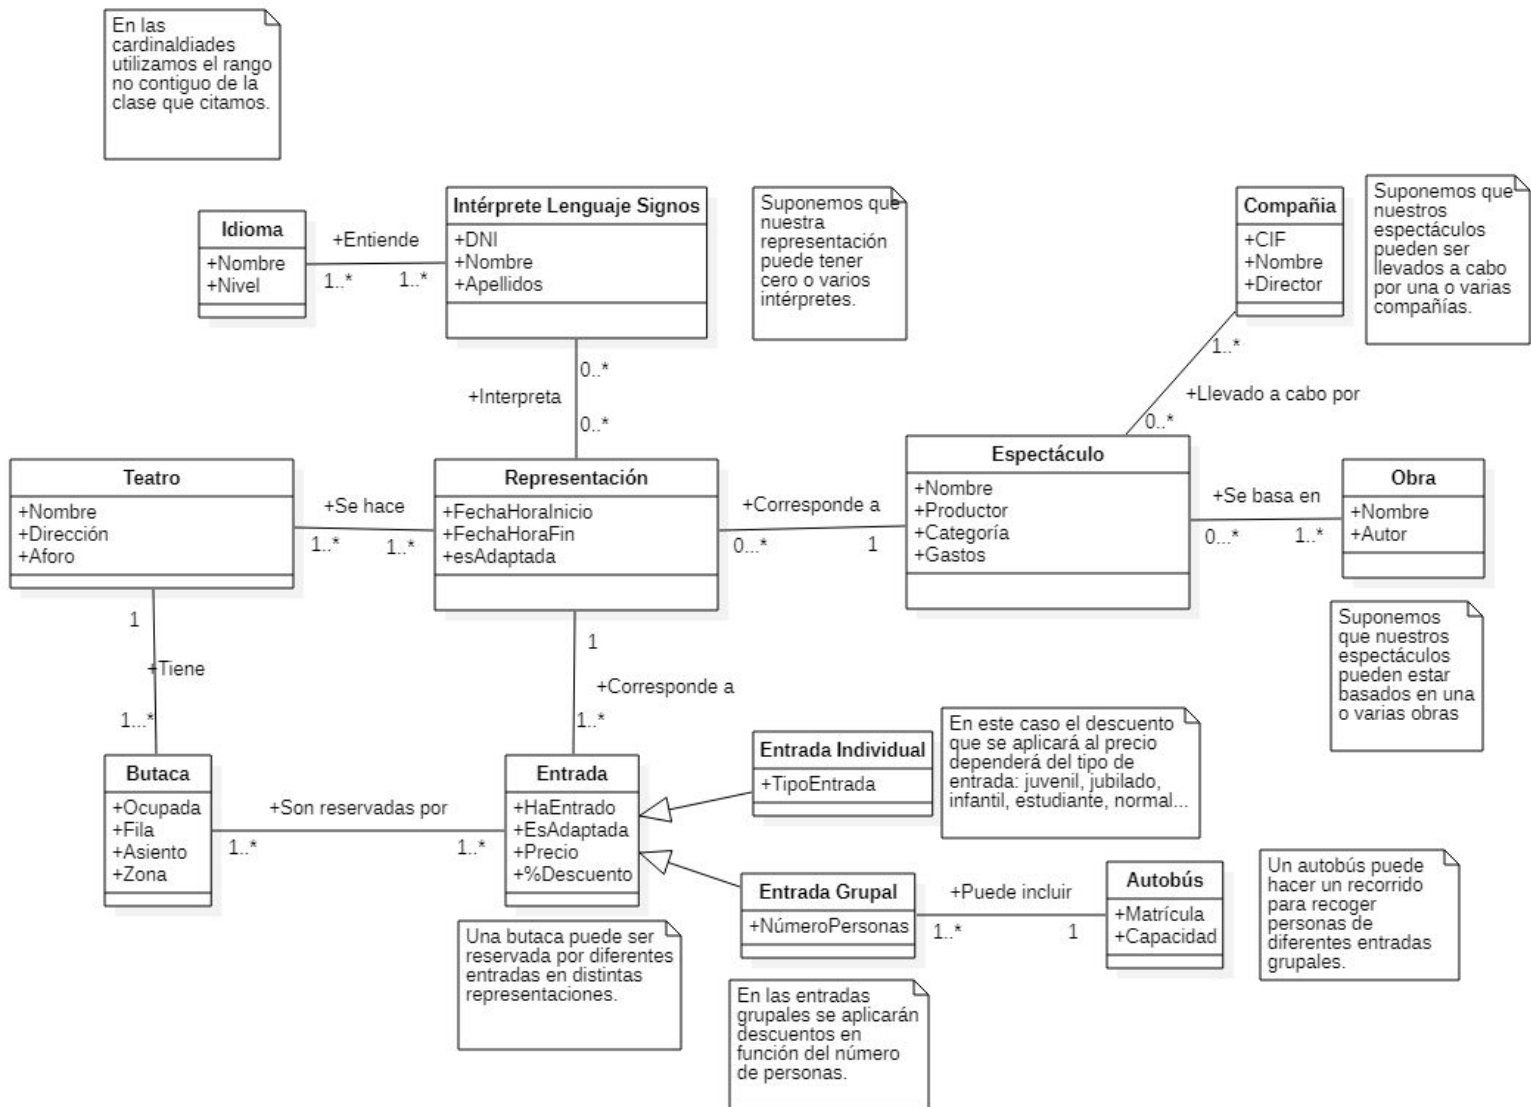 En las
cardinaldiades
utilizamos el rango
no contiguo de la
clase que citamos.
Idioma
+Nombre
+Nivel
+Entiende
1..*
1..*
Intérprete Lenguaje Signos
+DNI
+Nombre
+Apellidos
Suponemos que
nuestra
representación
puede tener
cero o varios
intérpretes.
Compañia
+CIF
+Nombre
+Director
Suponemos que
nuestros
espectáculos
pueden ser
llevados a cabo
por una o varias
compañías.
0..*
+Interpreta
0..*
1..*
+Llevado a cabo por
0..*
Teatro
+Nombre
+Dirección
+Aforo
+Se hace
1..*
1..*
Representación
+FechaHoraInicio
+FechaHoraFin
+esAdaptada
+Corresponde a
0...*
1
Espectáculo
+Nombre
+Productor
+Categoría
+Gastos
+Se basa en
0...*
1..*
Obra
+Nombre
+Autor
Suponemos
que nuestros
espectáculos
pueden estar
basados en una
o varias obras
1
+Tiene
1...*
1
+Corresponde a
1..*
Butaca
+Ocupada
+Fila
+Asiento
+Zona
+Son reservadas por
1..*
1..*
Entrada
+HaEntrado
+EsAdaptada
+Precio
+%Descuento
Entrada Individual
+TipoEntrada
En este caso el descuento
que se aplicará al precio
dependerá del tipo de
entrada: juvenil, jubilado,
infantil, estudiante, normal...
Entrada Grupal
+NúmeroPersonas
+Puede incluir
1..*
1
Autobús
+Matrícula
+Capacidad
Un autobús puede
hacer un recorrido
para recoger
personas de
diferentes entradas
grupales.
Una butaca puede ser
reservada por diferentes
entradas en distintas
representaciones.
En las entradas
grupales se aplicarán
descuentos en
función del número
de personas.